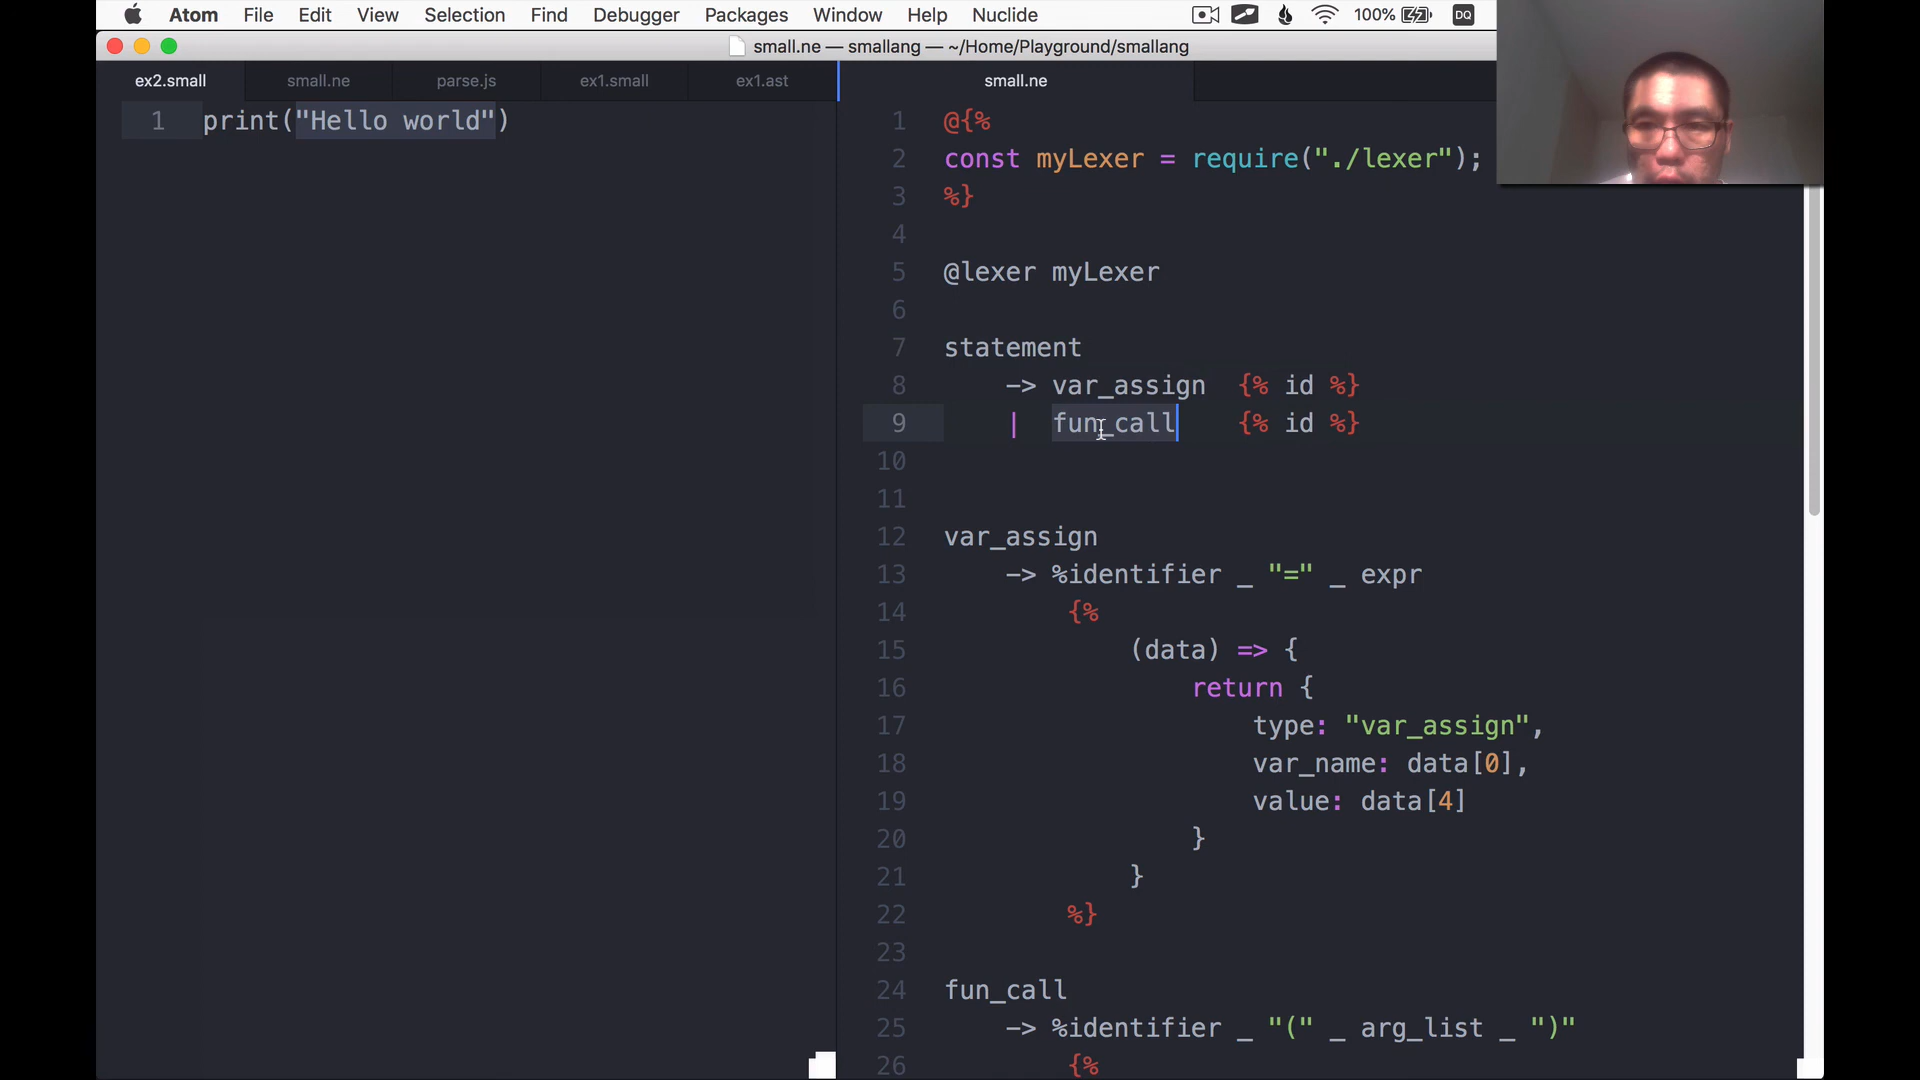 Atom File Edit View Selection Find Debugger Packages Window Help Nuclide 100% DQ
small.ne — smallang — ~/Home/Playground/smallang
ex2.small small.ne parse.js ex1.small ex1.ast
1 print("Hello world")
small.ne
1 @{%
2 const myLexer = require("./lexer");
3 %}
4
5 @lexer myLexer
6
7 statement
8 -> var_assign {% id %}
9 | fun_call {% id %}
10
11
12 var_assign
13 -> %identifier _ "=" _ expr
14 {%
15 (data) => {
16 return {
17 type: "var_assign",
18 var_name: data[0],
19 value: data[4]
20 }
21 }
22 %}
23
24 fun_call
25 -> %identifier _ "(" _ arg_list _ ")"
26 {%